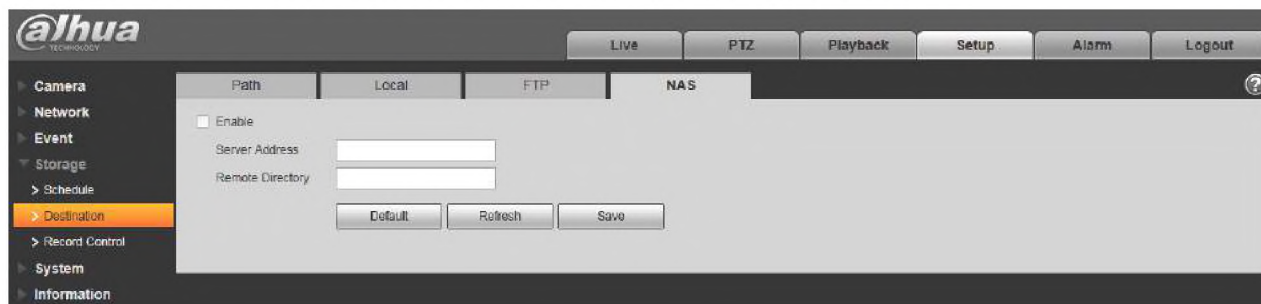 alhua
TECHNOLOGY
Live PTZ Playback Setup Alarm Logout
Camera
Network
Event
Storage
> Schedule
> Destination
> Record Control
System
Information
Path Local FTP NAS
?
Enable
Server Address
Remote Directory
Default Refresh Save